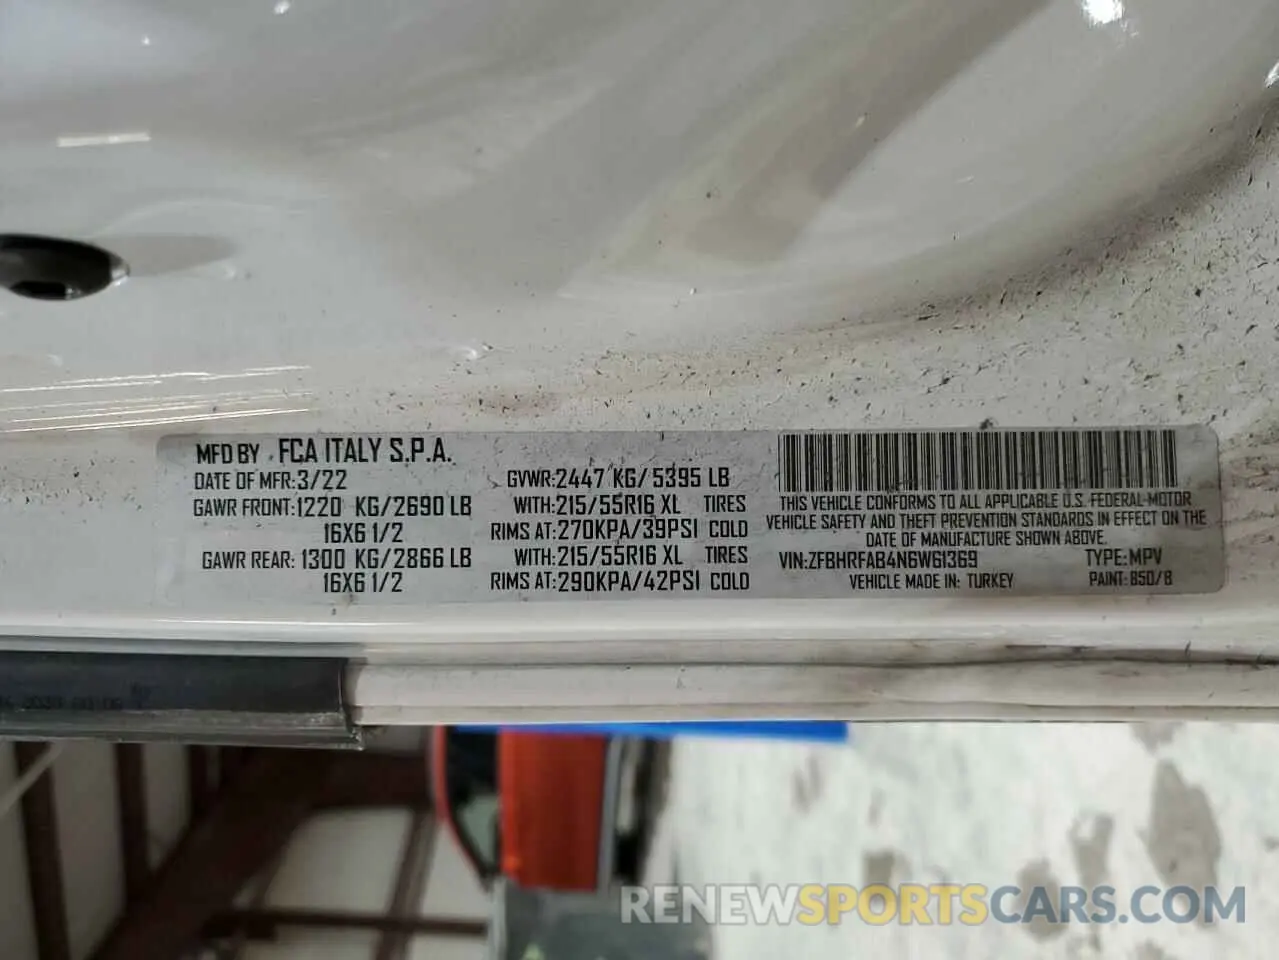 MFD BY FCA ITALY S.P.A.
DATE OF MFR:3/22
GAWR FRONT:1220 KG/2690 LB
16X6 1/2
GAWR REAR: 1300 KG/2866 LB
16X6 1/2
GVWR:2447 KG/5395 LB
WITH:215/55R16 XL TIRES
RIMS AT:270KPA/39PSI COLD
WITH:215/55R16 XL TIRES
RIMS AT:290KPA/42PSI COLD
THIS VEHICLE CONFORMS TO ALL APPLICABLE U.S. FEDERAL-MOTOR
VEHICLE SAFETY AND THEFT PREVENTION STANDARDS IN EFFECT ON THE
DATE OF MANUFACTURE SHOWN ABOVE.
VIN:ZFBHRFAB4N6W61369 TYPE:MPV
VEHICLE MADE IN: TURKEY PAINT: 850/8
RENEWSPORTSCARS.COM